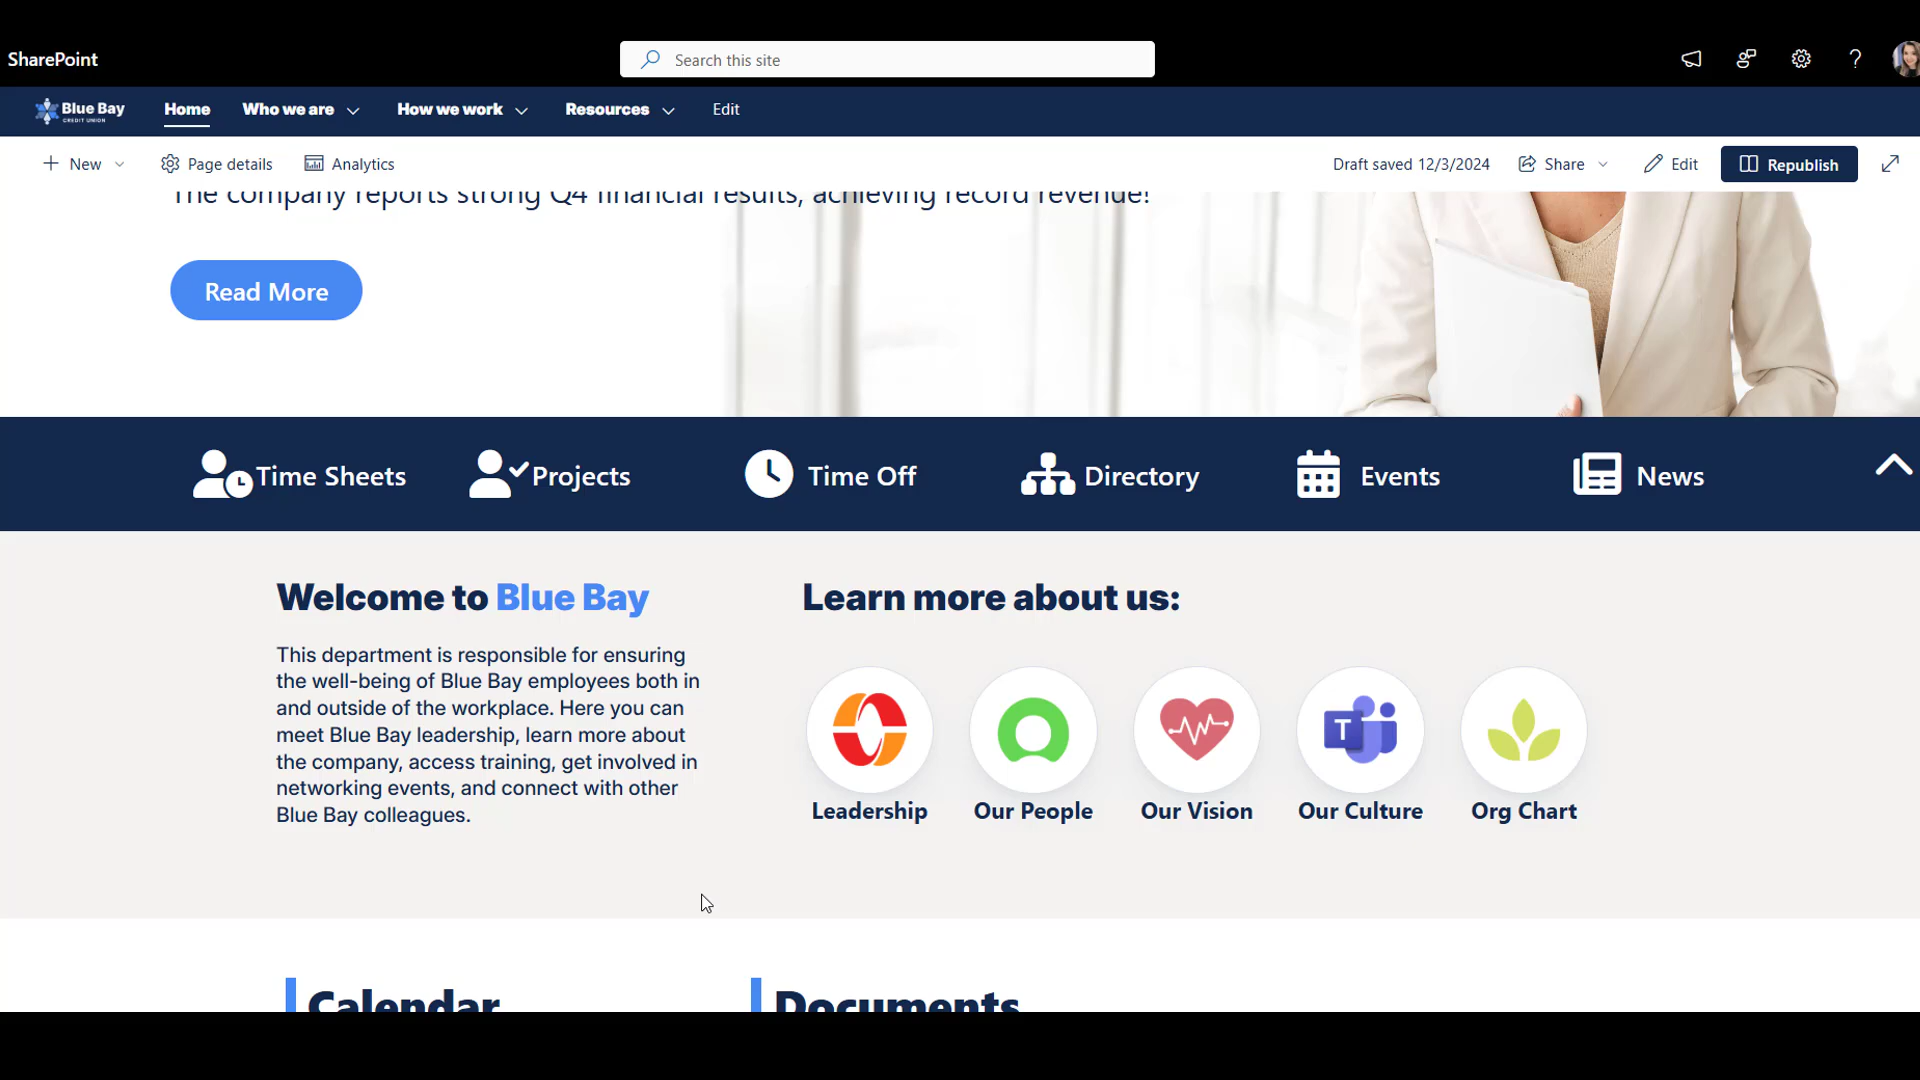 SharePoint
Search this site
?
Blue Bay
CREDIT UNION
Home
Who we are
How we work
Resources
Edit
New
Page details
Analytics
Draft saved 12/3/2024
Share
Edit
Republish
The company reports strong Q4 financial results, achieving record revenue!
Read More
Time Sheets
Projects
Time Off
Directory
Events
News
Welcome to Blue Bay
This department is responsible for ensuring
the well-being of Blue Bay employees both in
and outside of the workplace. Here you can
meet Blue Bay leadership, learn more about
the company, access training, get involved in
networking events, and connect with other
Blue Bay colleagues.
Learn more about us:
T
Leadership
Our People
Our Vision
Our Culture
Org Chart
Calendar
Documents